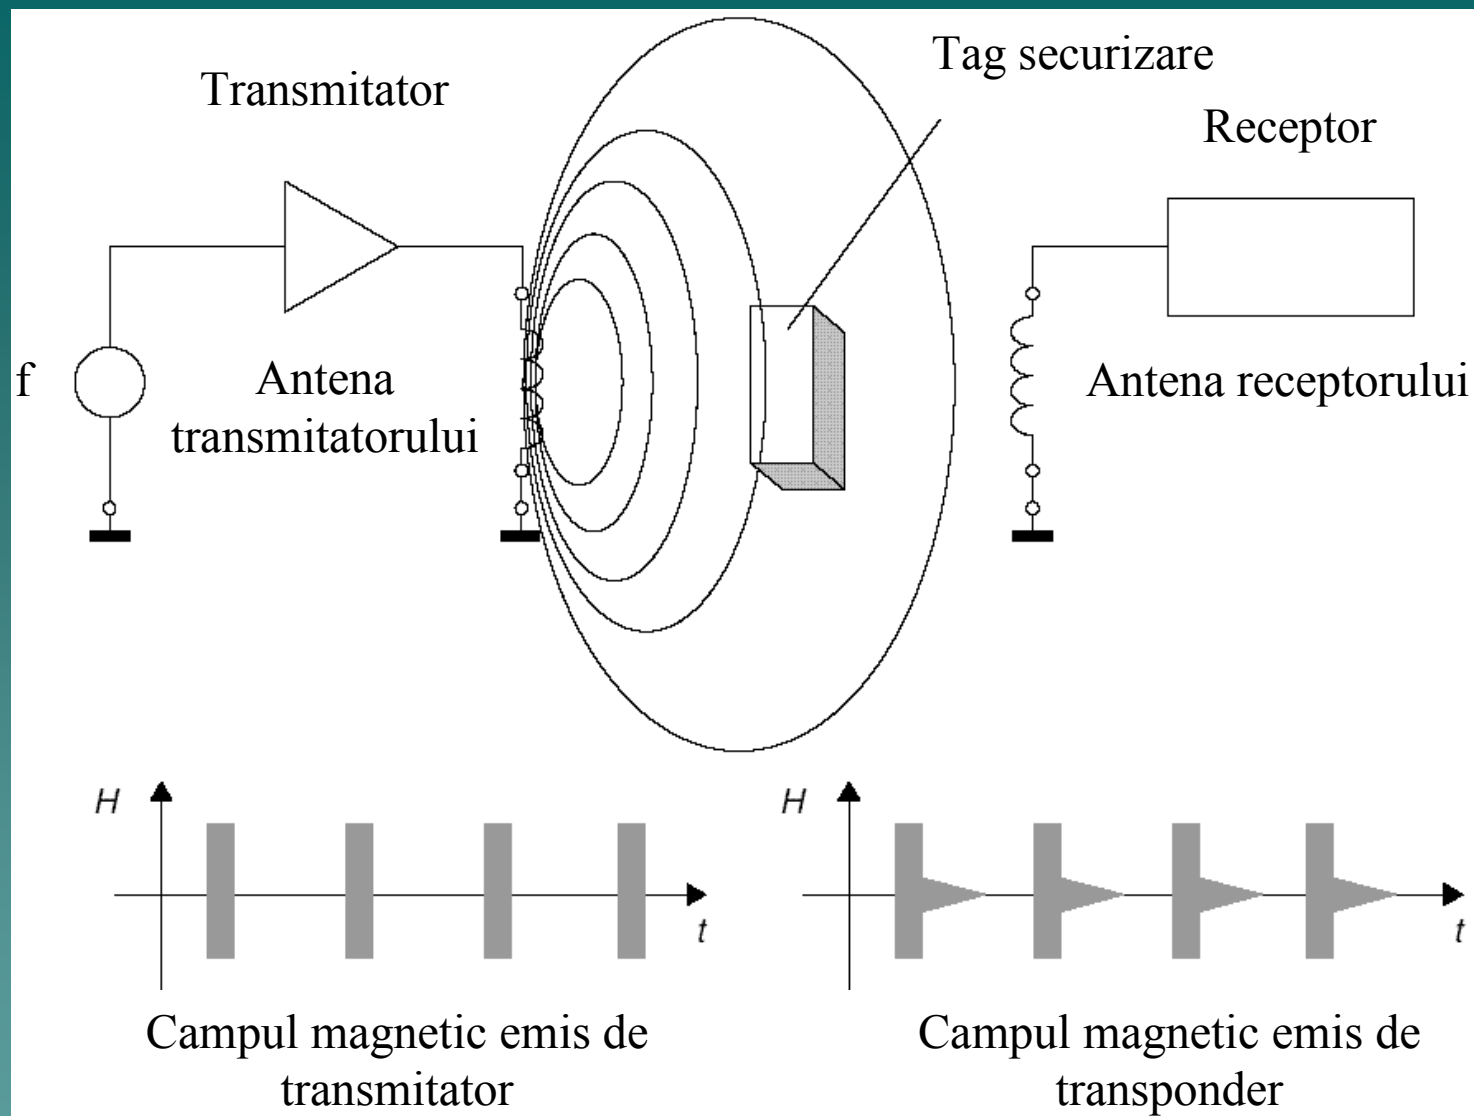 Tag securizare
Transmitator
Receptor
f
Antena
transmitatorului
Antena receptorului
H
t
H
t
Campul magnetic emis de
transmitator
Campul magnetic emis de
transponder